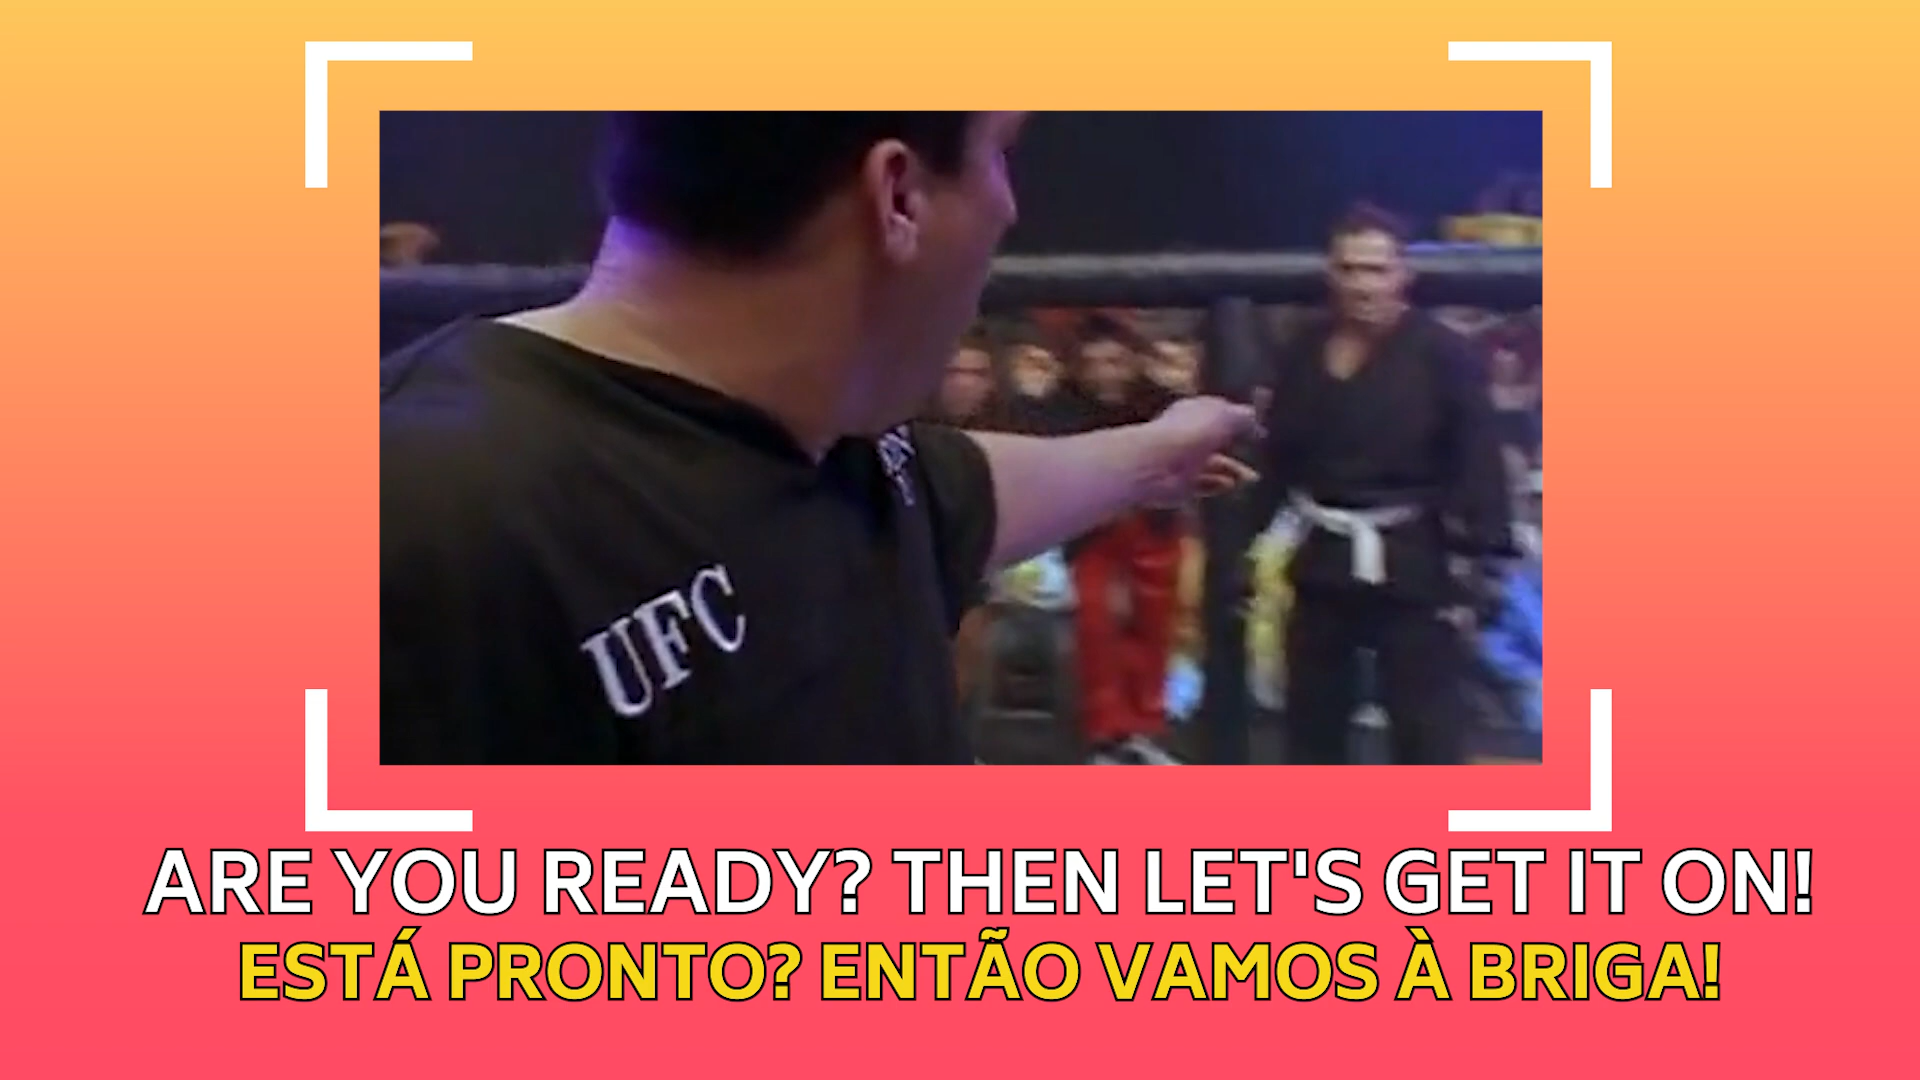 UFC
ARE YOU READY? THEN LET'S GET IT ON!
ESTÁ PRONTO? ENTÃO VAMOS À BRIGA!